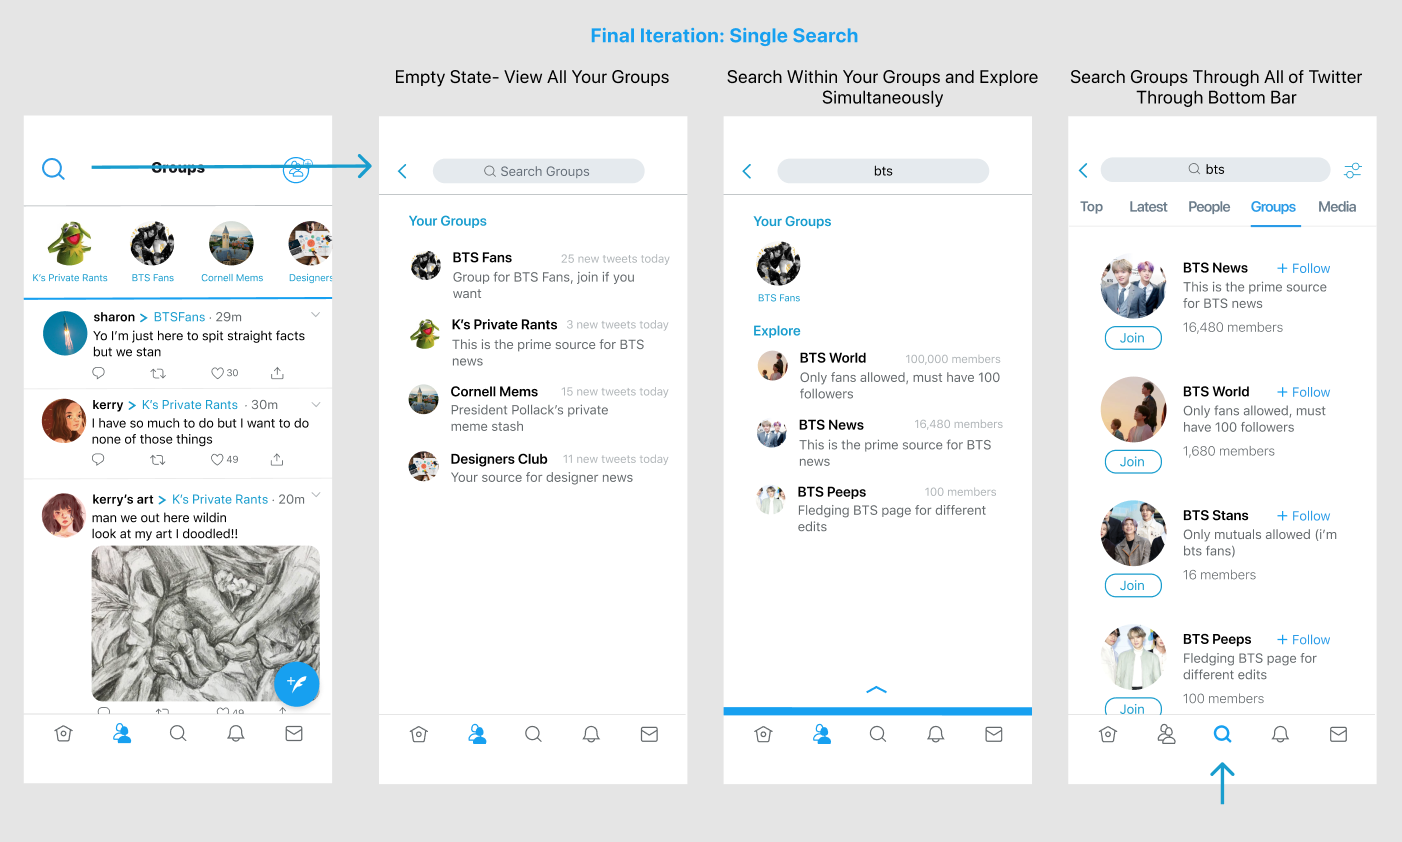 Final Iteration: Single Search
Empty State- View All Your Groups
Search Within Your Groups and Explore
Simultaneously
Search Groups Through All of Twitter
Through Bottom Bar
Groups
K's Private Rants
BTS Fans
Cornell Mems
Designers
sharon > BTSFans · 29m
Yo I'm just here to spit straight facts
but we stan
30
kerry > K's Private Rants · 30m
I have so much to do but I want to do
none of those things
49
kerry's art > K's Private Rants · 20m
man we out here wildin
look at my art I doodled!!
49
Search Groups
Your Groups
BTS Fans 25 new tweets today
Group for BTS Fans, join if you
want
K's Private Rants 3 new tweets today
This is the prime source for BTS
news
Cornell Mems 15 new tweets today
President Pollack's private
meme stash
Designers Club 11 new tweets today
Your source for designer news
bts
Your Groups
BTS Fans
Explore
BTS World 100,000 members
Only fans allowed, must have 100
followers
BTS News 16,480 members
This is the prime source for BTS
news
BTS Peeps 100 members
Fledging BTS page for different
edits
bts
Top Latest People Groups Media
BTS News + Follow
This is the prime source
for BTS news
16,480 members
Join
BTS World + Follow
Only fans allowed, must
have 100 followers
1,680 members
Join
BTS Stans + Follow
Only mutuals allowed (i'm
bts fans)
16 members
Join
BTS Peeps + Follow
Fledging BTS page for
different edits
100 members
Join